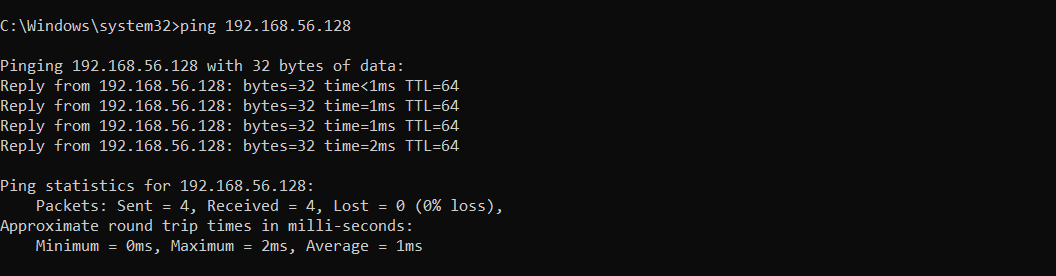 C:\Windows\system32>ping 192.168.56.128
Pinging 192.168.56.128 with 32 bytes of data:
Reply from 192.168.56.128: bytes=32 time<1ms TTL=64
Reply from 192.168.56.128: bytes=32 time=1ms TTL=64
Reply from 192.168.56.128: bytes=32 time=1ms TTL=64
Reply from 192.168.56.128: bytes=32 time=2ms TTL=64
Ping statistics for 192.168.56.128:
    Packets: Sent = 4, Received = 4, Lost = 0 (0% loss),
Approximate round trip times in milli-seconds:
    Minimum = 0ms, Maximum = 2ms, Average = 1ms